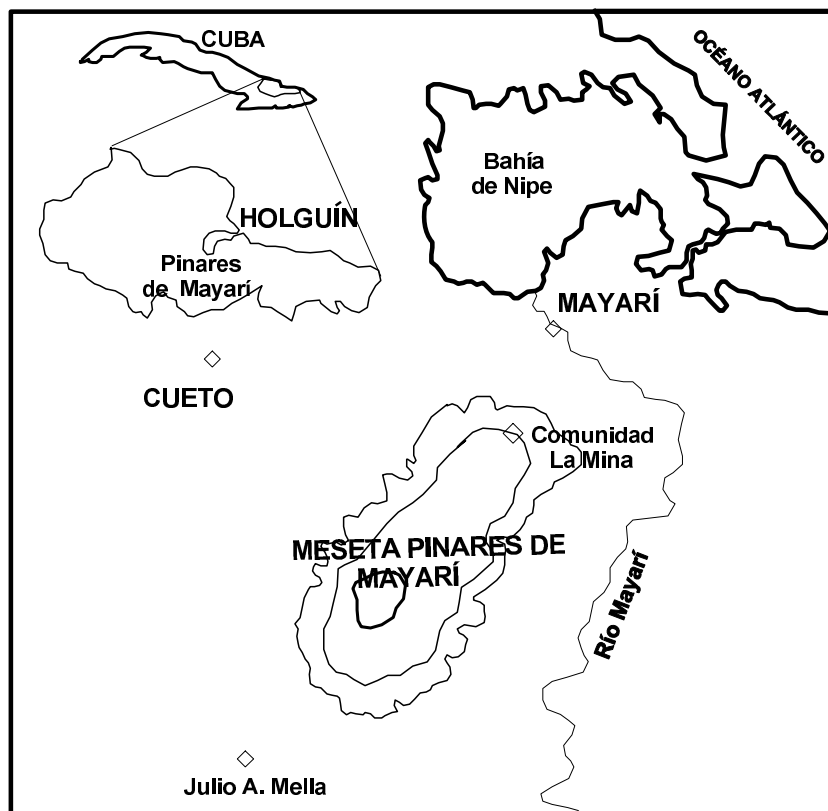 CUBA
OCÉANO ATLÁNTICO
Bahía
de Nipe
HOLGUÍN
Pinares
de Mayarí
MAYARÍ
CUETO
Comunidad
La Mina
MESETA PINARES DE
MAYARÍ
Río Mayarí
Julio A. Mella